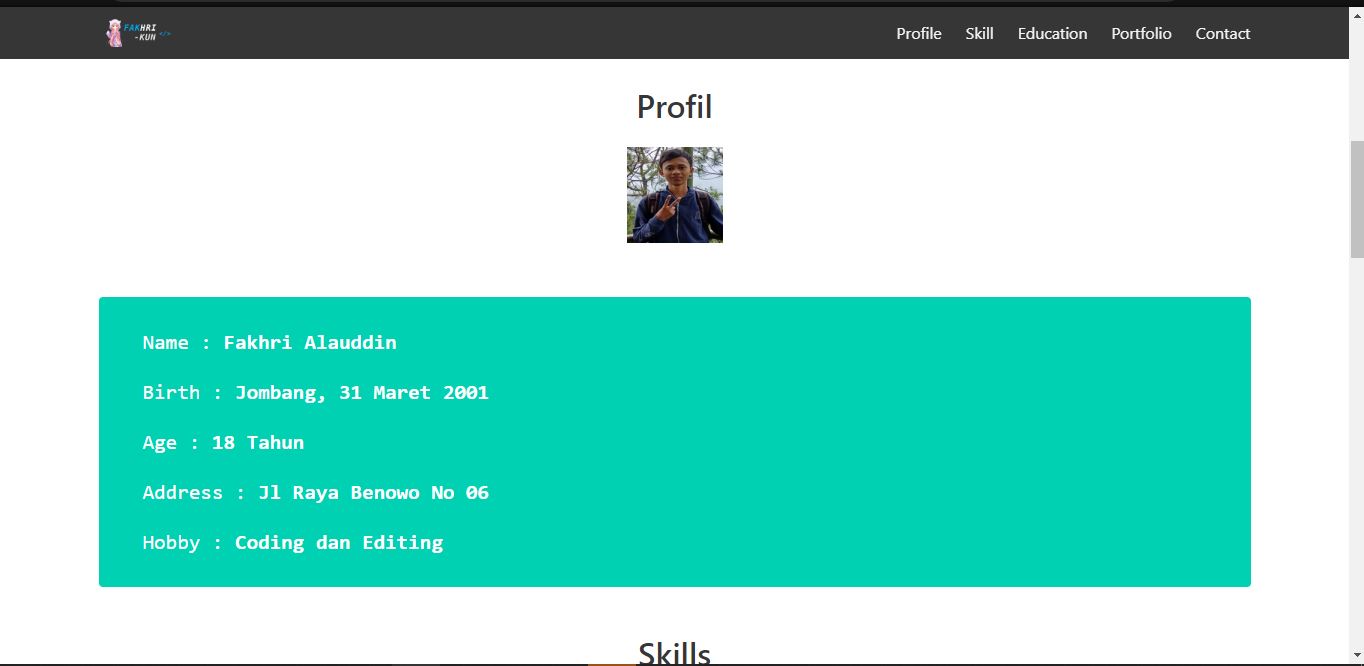 FAKHRI
-KUN </>
Profile Skill Education Portfolio Contact
Profil
Name : Fakhri Alauddin
Birth : Jombang, 31 Maret 2001
Age : 18 Tahun
Address : Jl Raya Benowo No 06
Hobby : Coding dan Editing
Skills